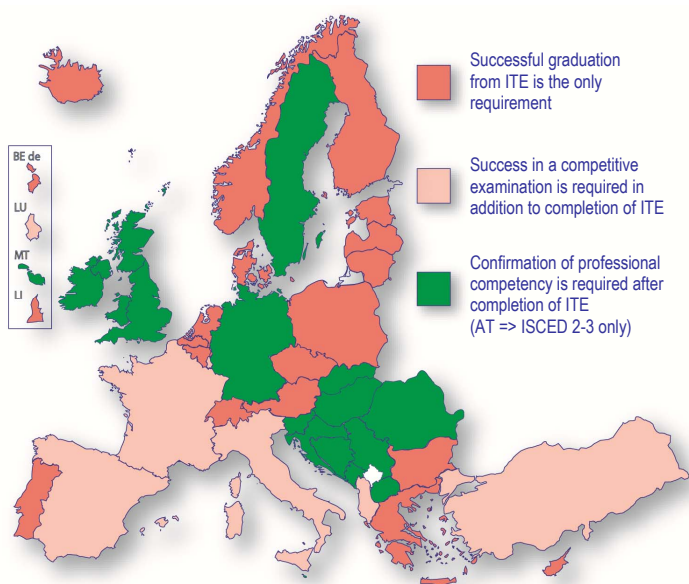 Successful graduation
from ITE is the only
requirement
BE de
LU
MT
LI
Success in a competitive
examination is required in
addition to completion of ITE
Confirmation of professional
competency is required after
completion of ITE
(AT => ISCED 2-3 only)